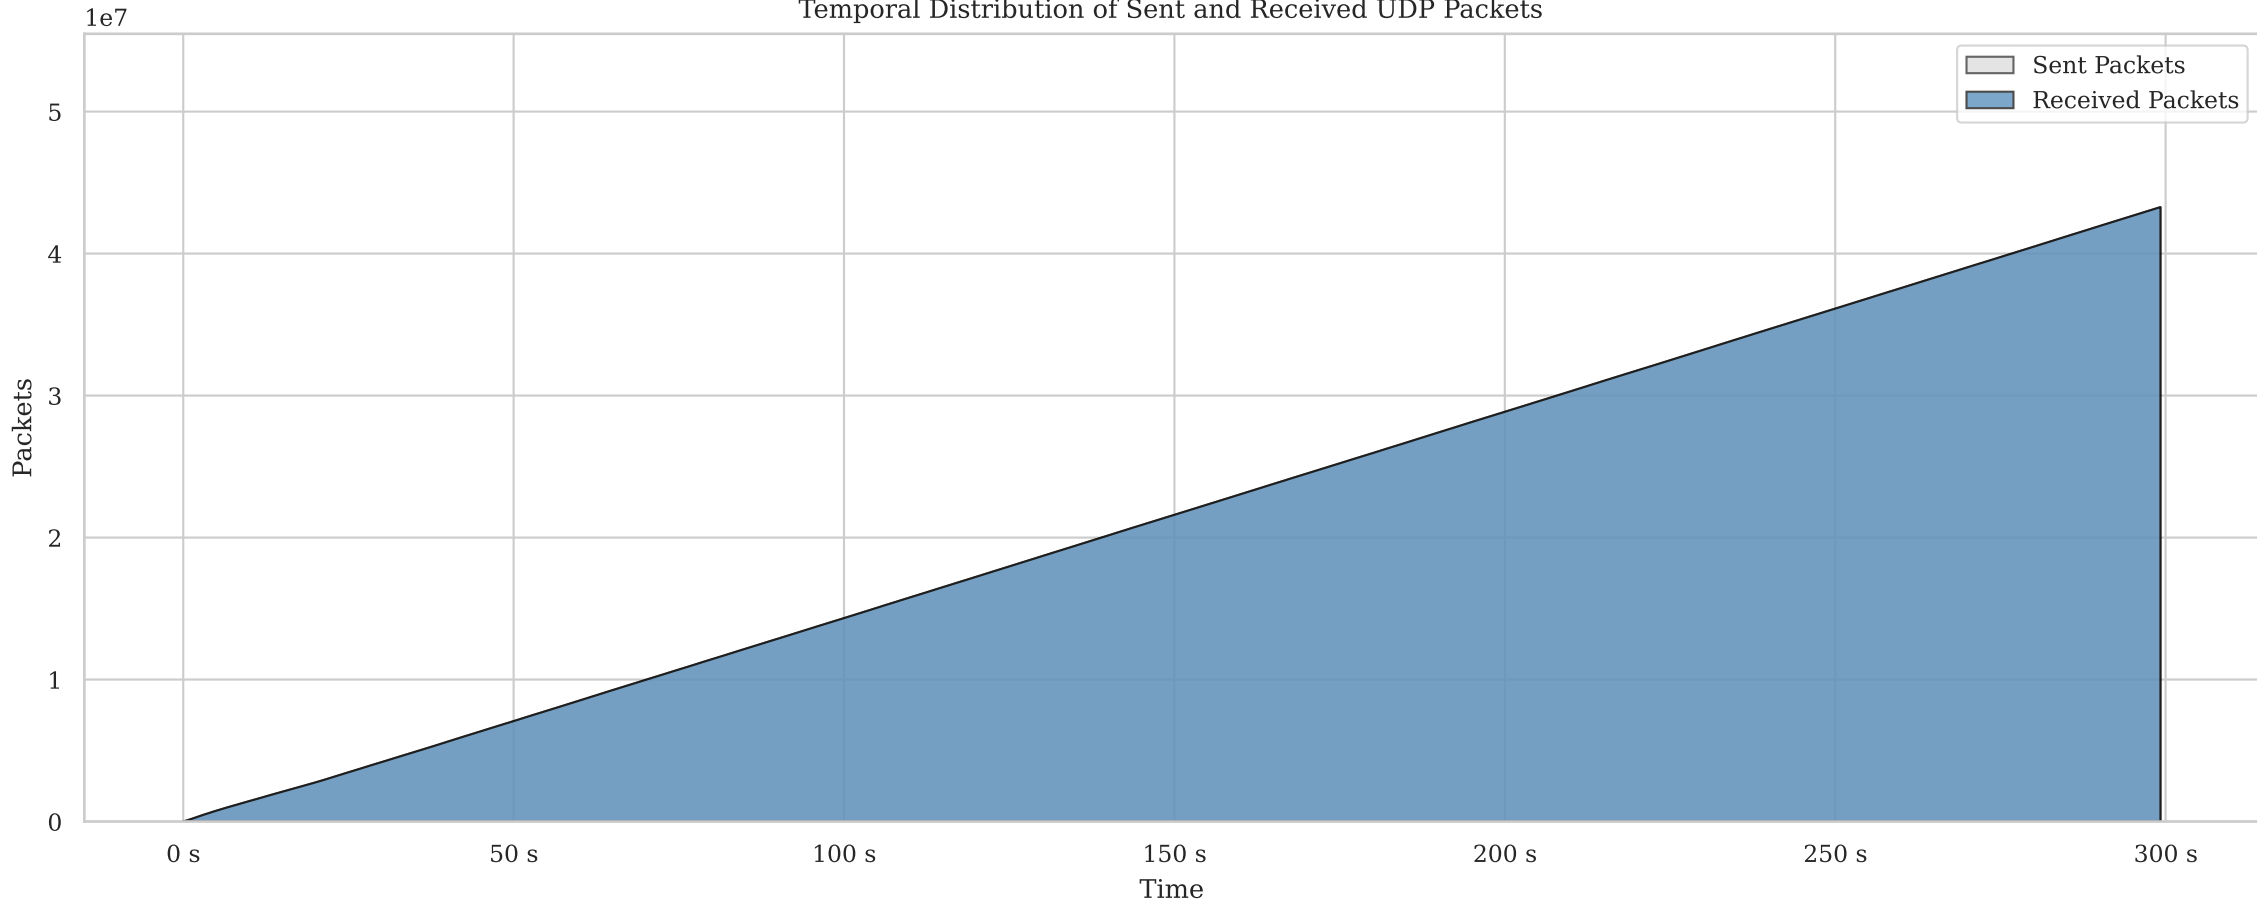 Temporal Distribution of Sent and Received UDP Packets
1e7
Sent Packets
Received Packets
5
4
3
2
1
0
Packets
0 s
50 s
100 s
150 s
200 s
250 s
300 s
Time